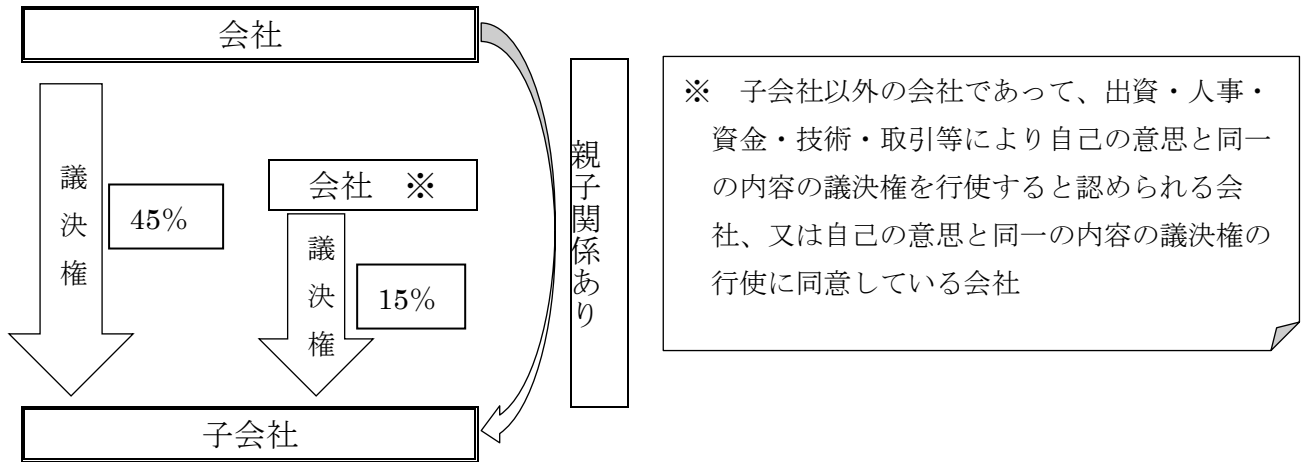 会社
議決権
45%
会社 ※
議決権
15%
子会社
親子関係あり
※ 子会社以外の会社であって、出資・人事・
資金・技術・取引等により自己の意思と同一
の内容の議決権を行使すると認められる会
社、又は自己の意思と同一の内容の議決権の
行使に同意している会社